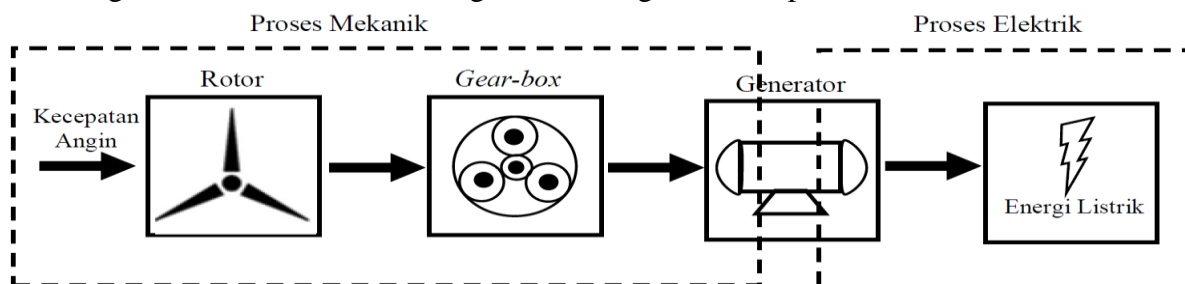 Proses Mekanik
Proses Elektrik
Rotor
Gear-box
Generator
Kecepatan
Angin
Energi Listrik